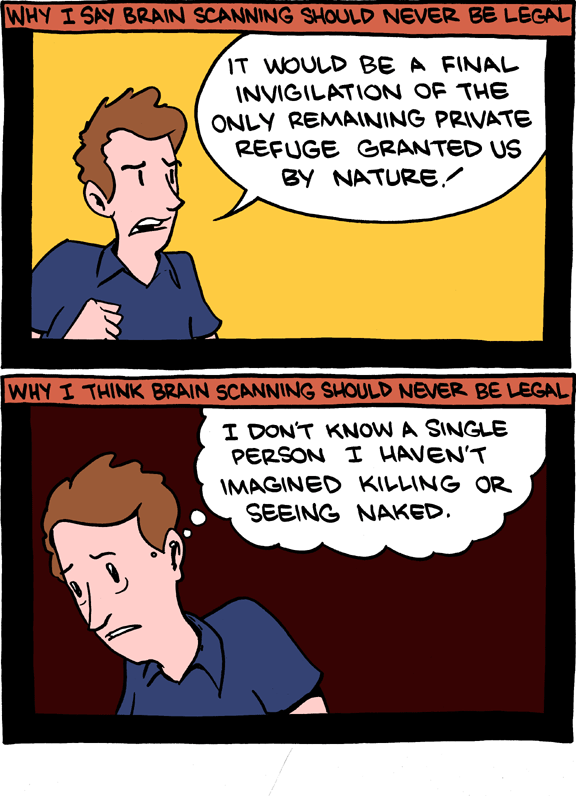 WHY I SAY BRAIN SCANNING SHOULD NEVER BE LEGAL
IT WOULD BE A FINAL
INVIGILATION OF THE
ONLY REMAINING PRIVATE
REFUGE GRANTED US
BY NATURE!
WHY I THINK BRAIN SCANNING SHOULD NEVER BE LEGAL
I DON'T KNOW A SINGLE
PERSON I HAVEN'T
IMAGINED KILLING OR
SEEING NAKED.